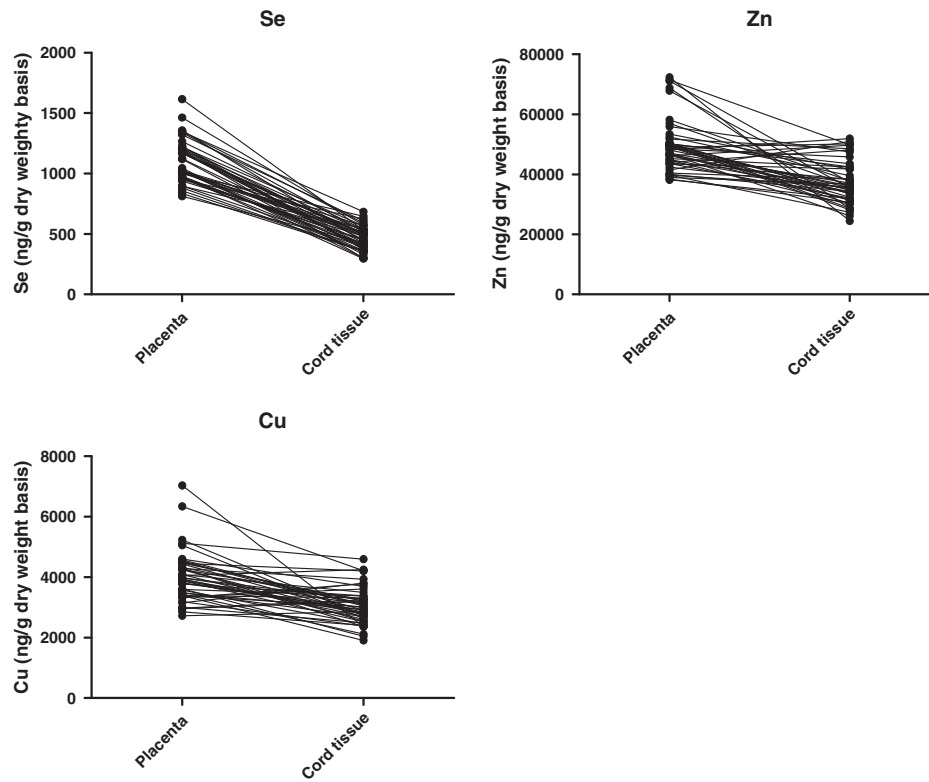 Se
Se (ng/g dry weighty basis)
2000
1500
1000
500
0
Placenta
Cord tissue
Zn
Zn (ng/g dry weight basis)
80000
60000
40000
20000
0
Placenta
Cord tissue
Cu
Cu (ng/g dry weight basis)
8000
6000
4000
2000
0
Placenta
Cord tissue